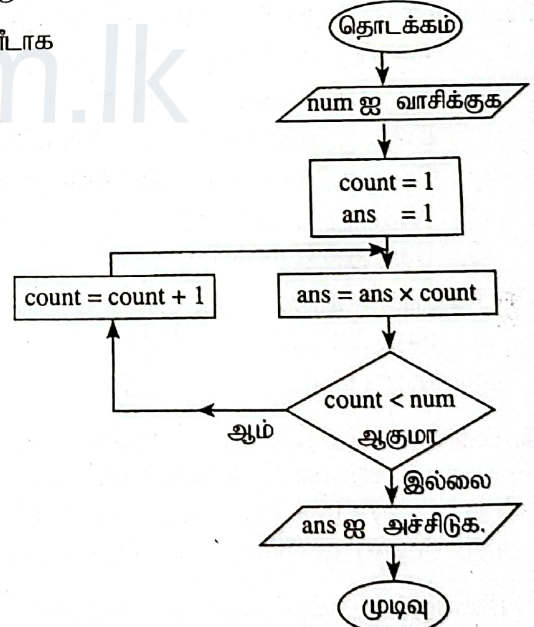 தொடக்கம்
num ஐ வாசிக்குக
count = 1
ans = 1
count = count + 1
ans = ans × count
count < num
ஆகுமா
ஆம்
இல்லை
ans ஐ அச்சிடுக.
முடிவு
m.lk